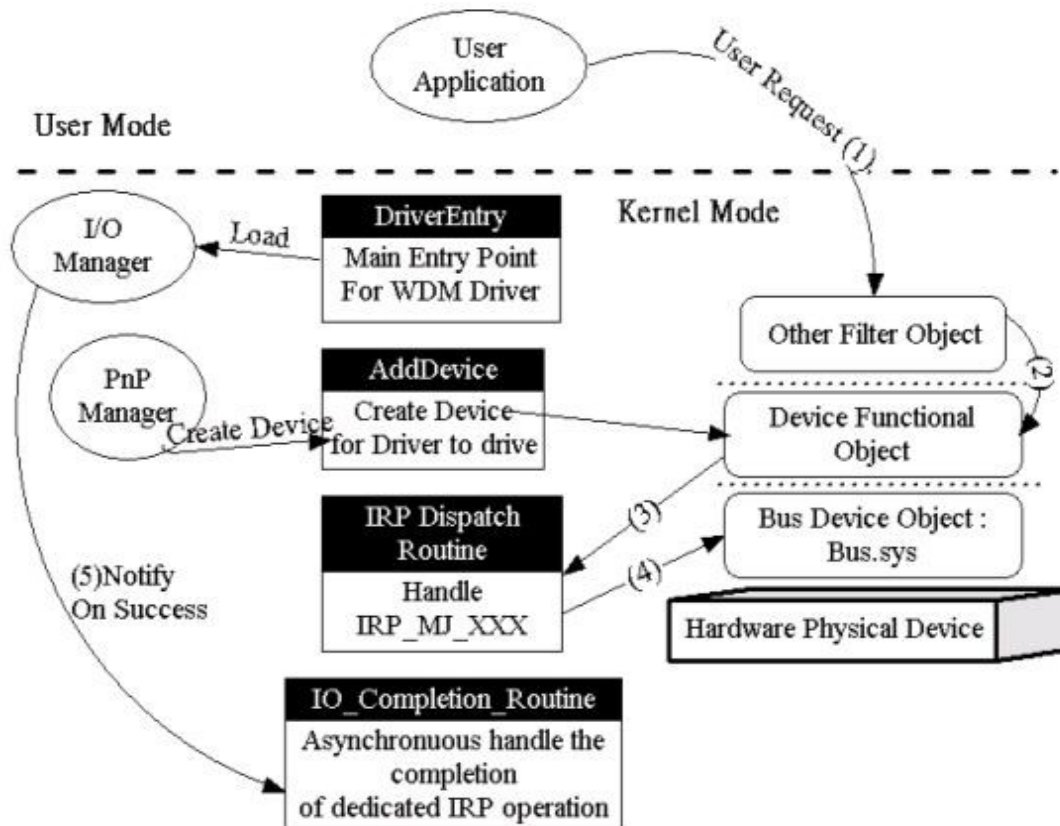 User
Application
User Request (1)
User Mode
Kernel Mode
I/O
Manager
Load
DriverEntry
Main Entry Point
For WDM Driver
Other Filter Object
(2)
PnP
Manager
Create Device
AddDevice
Create Device
for Driver to drive
Device Functional
Object
IRP Dispatch
Routine
Handle
IRP_MJ_XXX
(3)
(4)
Bus Device Object :
Bus.sys
Hardware Physical Device
(5)Notify
On Success
IO_Completion_Routine
Asynchronuous handle the
completion
of dedicated IRP operation